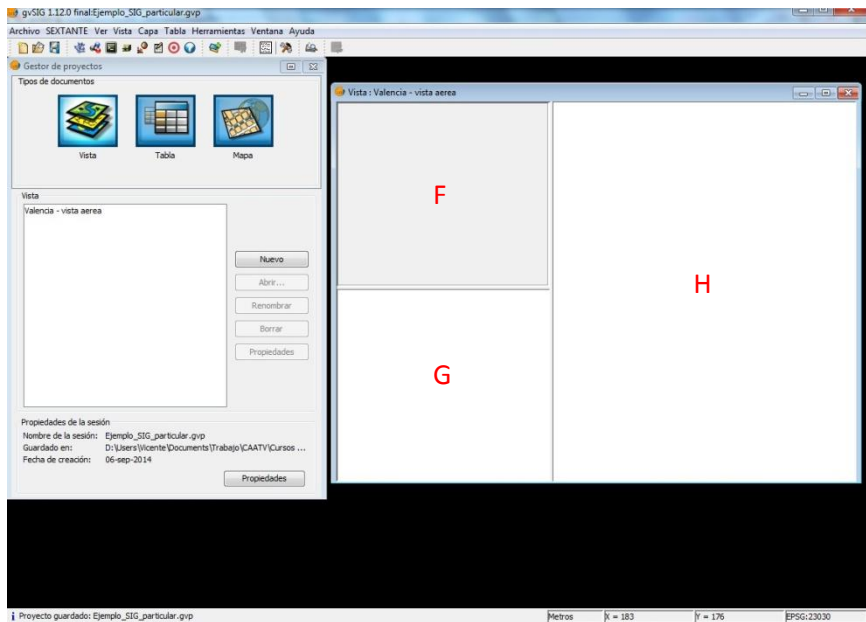 gvSIG 1.12.0 final:Ejemplo_SIG_particular.gvp
Archivo SEXTANTE Ver Vista Capa Tabla Herramientas Ventana Ayuda
Gestor de proyectos
Tipos de documentos
Vista Tabla Mapa
Vista
Valencia - vista aerea
Nuevo
Abrir...
Renombrar
Borrar
Propiedades
Propiedades de la sesión
Nombre de la sesión: Ejemplo_SIG_particular.gvp
Guardado en: D:\Users\Vicente\Documents\Trabajo\CAATV\Cursos ...
Fecha de creación: 06-sep-2014
Propiedades
Vista : Valencia - vista aerea
F
G
H
Proyecto guardado: Ejemplo_SIG_particular.gvp
Metros X = 183 Y = 176 EPSG:23030